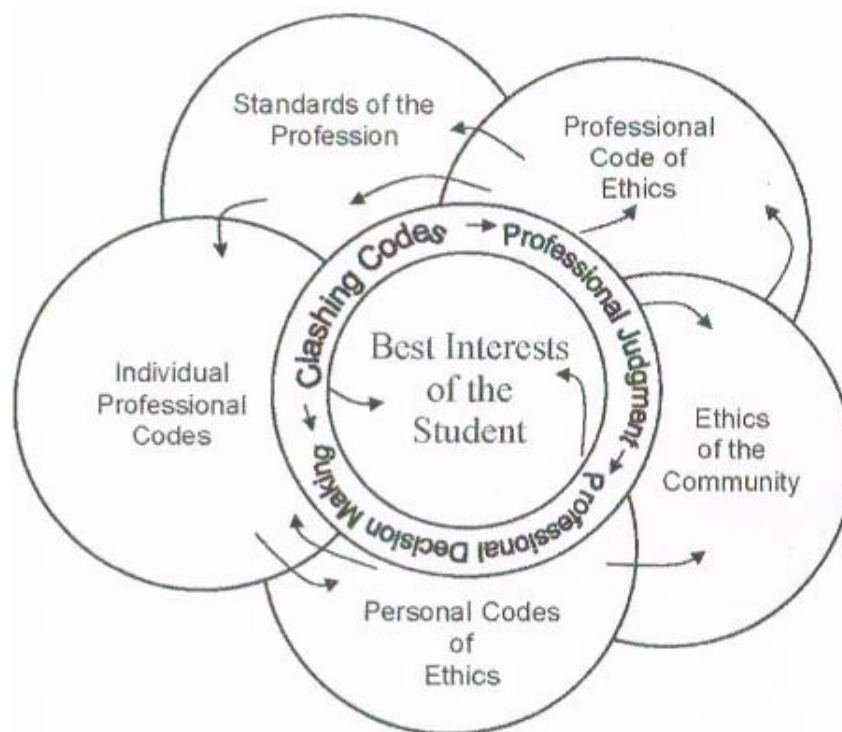 Standards of the
Profession
Professional
Code of
Ethics
Clashing Codes
Professional Judgment
Professional Decision Making
Best Interests
of the
Student
Individual
Professional
Codes
Ethics
of the
Community
Personal Codes
of
Ethics